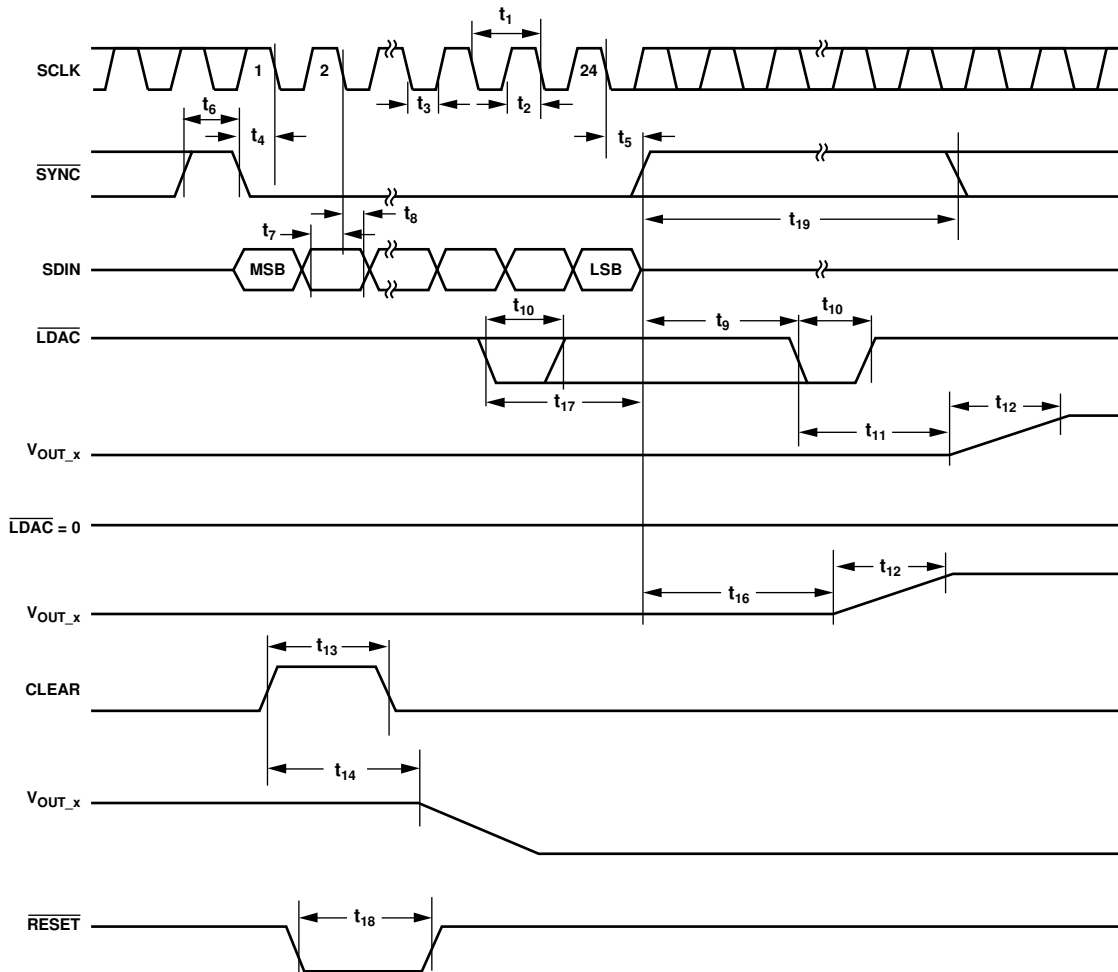 t1
SCLK
1
2
24
t3
t2
t6
t4
t5
SYNC
t8
t19
t7
SDIN
MSB
LSB
t10
t9
t10
LDAC
t17
t12
t11
VOUT_x
LDAC = 0
t12
t16
VOUT_x
t13
CLEAR
t14
VOUT_x
t18
RESET